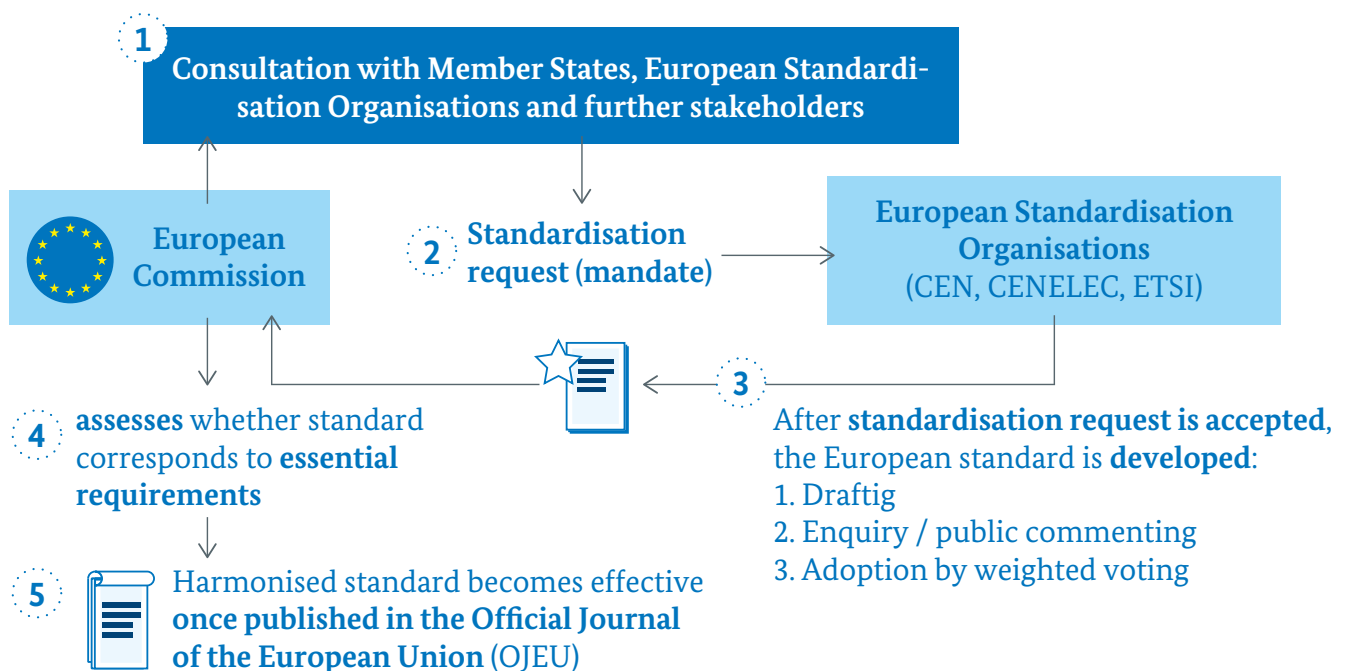 1
Consultation with Member States, European Standardi-
sation Organisations and further stakeholders
European
Commission
2
Standardisation
request (mandate)
European Standardisation
Organisations
(CEN, CENELEC, ETSI)
3
After standardisation request is accepted,
the European standard is developed:
1. Draftig
2. Enquiry / public commenting
3. Adoption by weighted voting
4
assesses whether standard
corresponds to essential
requirements
5
Harmonised standard becomes effective
once published in the Official Journal
of the European Union (OJEU)